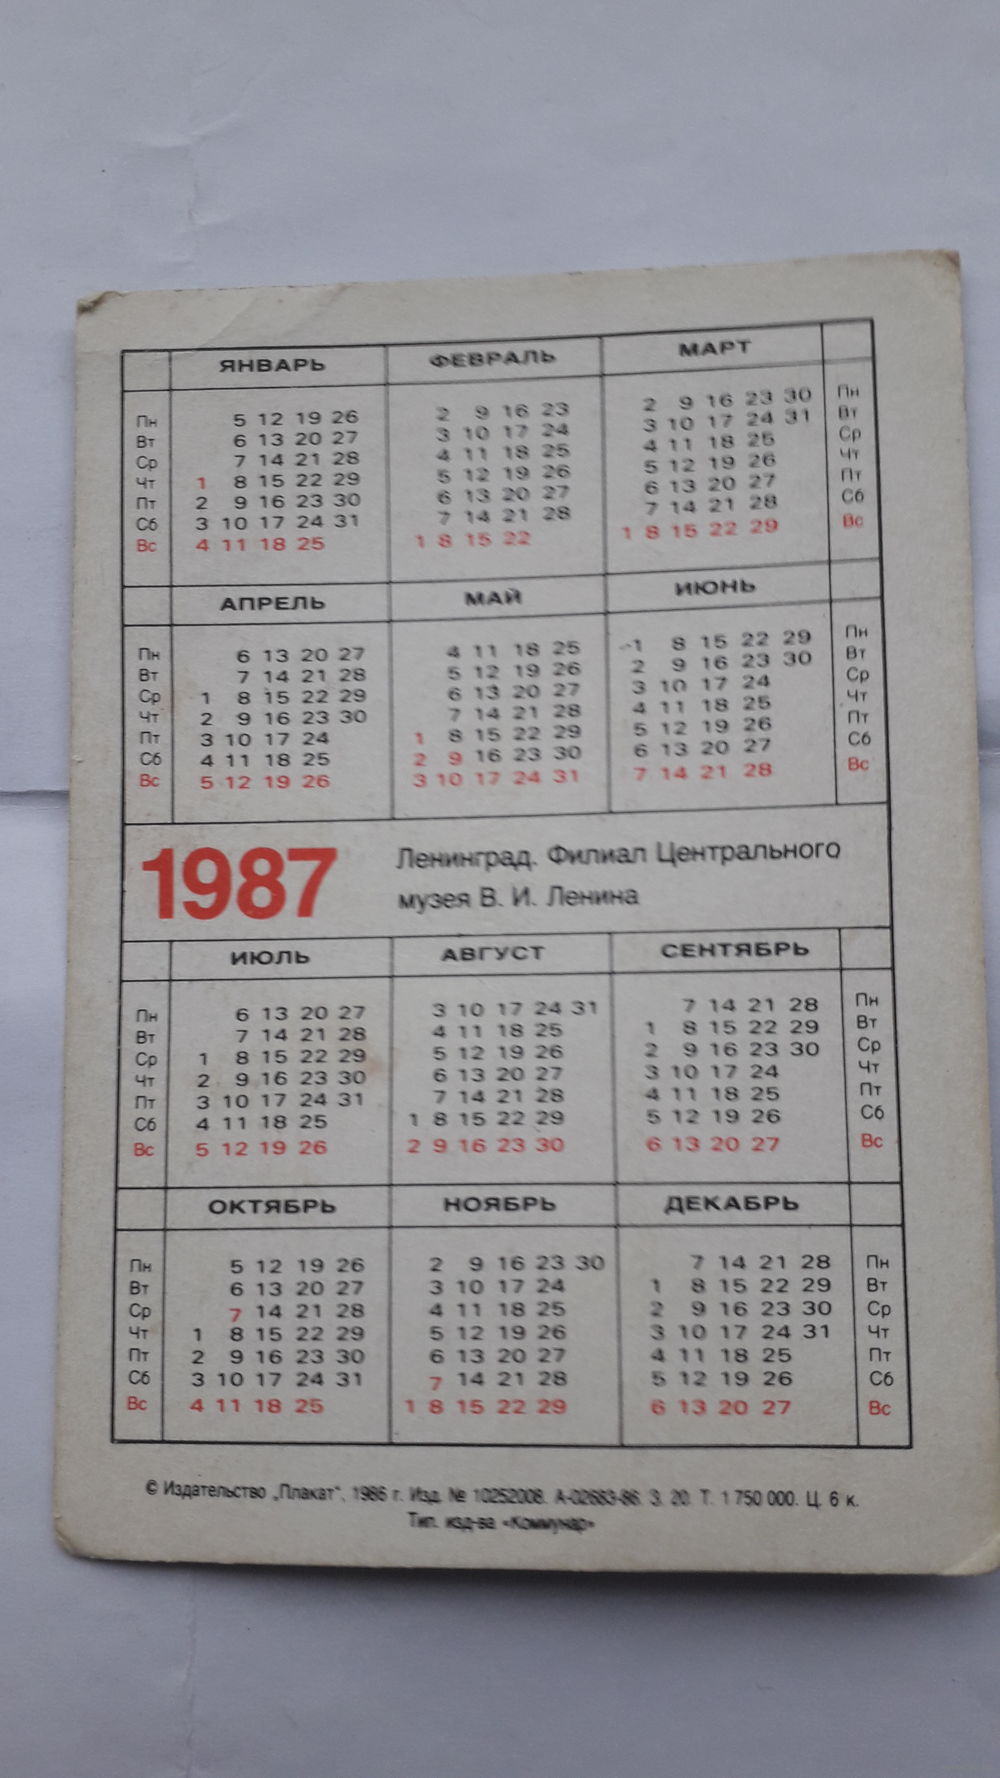 ЯНВАРЬ ФЕВРАЛЬ МАРТ
Пн 5 12 19 26 2 9 16 23 2 9 16 23 30 Пн
Вт 6 13 20 27 3 10 17 24 3 10 17 24 31 Вт
Ср 7 14 21 28 4 11 18 25 4 11 18 25 Ср
Чт 1 8 15 22 29 5 12 19 26 5 12 19 26 Чт
Пт 2 9 16 23 30 6 13 20 27 6 13 20 27 Пт
Сб 3 10 17 24 31 7 14 21 28 7 14 21 28 Сб
Вс 4 11 18 25 1 8 15 22 1 8 15 22 29 Вс
АПРЕЛЬ МАЙ ИЮНЬ
Пн 6 13 20 27 4 11 18 25 1 8 15 22 29 Пн
Вт 7 14 21 28 5 12 19 26 2 9 16 23 30 Вт
Ср 1 8 15 22 29 6 13 20 27 3 10 17 24 Ср
Чт 2 9 16 23 30 7 14 21 28 4 11 18 25 Чт
Пт 3 10 17 24 1 8 15 22 29 5 12 19 26 Пт
Сб 4 11 18 25 2 9 16 23 30 6 13 20 27 Сб
Вс 5 12 19 26 3 10 17 24 31 7 14 21 28 Вс
1987
Ленинград. Филиал Центрального
музея В. И. Ленина
ИЮЛЬ АВГУСТ СЕНТЯБРЬ
Пн 6 13 20 27 3 10 17 24 31 7 14 21 28 Пн
Вт 7 14 21 28 4 11 18 25 1 8 15 22 29 Вт
Ср 1 8 15 22 29 5 12 19 26 2 9 16 23 30 Ср
Чт 2 9 16 23 30 6 13 20 27 3 10 17 24 Чт
Пт 3 10 17 24 31 7 14 21 28 4 11 18 25 Пт
Сб 4 11 18 25 1 8 15 22 29 5 12 19 26 Сб
Вс 5 12 19 26 2 9 16 23 30 6 13 20 27 Вс
ОКТЯБРЬ НОЯБРЬ ДЕКАБРЬ
Пн 5 12 19 26 2 9 16 23 30 7 14 21 28 Пн
Вт 6 13 20 27 3 10 17 24 1 8 15 22 29 Вт
Ср 7 14 21 28 4 11 18 25 2 9 16 23 30 Ср
Чт 1 8 15 22 29 5 12 19 26 3 10 17 24 31 Чт
Пт 2 9 16 23 30 6 13 20 27 4 11 18 25 Пт
Сб 3 10 17 24 31 7 14 21 28 5 12 19 26 Сб
Вс 4 11 18 25 1 8 15 22 29 6 13 20 27 Вс
© Издательство „Плакат", 1986 г. Изд. № 10252008. А-02683-86. З. 20. Т. 1 750 000. Ц. 6 к.
Тип. изд-ва «Коммунар»